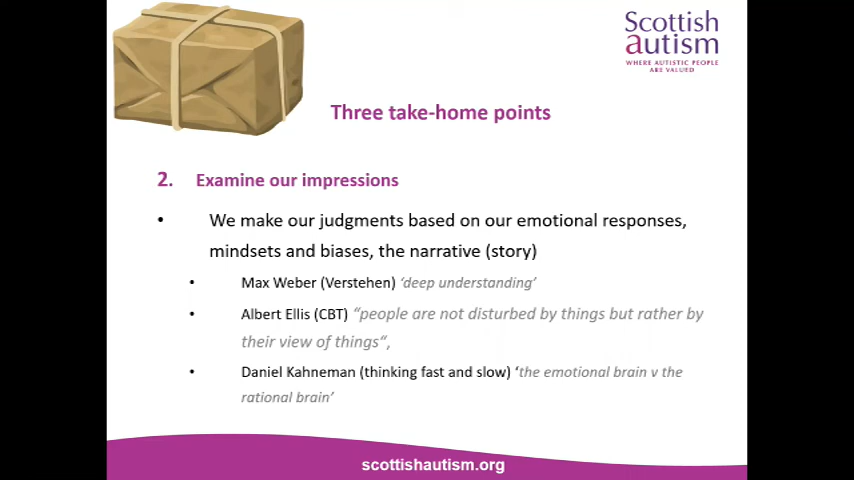 Scottish
autism
WHERE AUTISTIC PEOPLE
ARE VALUED
Three take-home points
2. Examine our impressions
• We make our judgments based on our emotional responses,
mindsets and biases, the narrative (story)
• Max Weber (Verstehen) ‘deep understanding’
• Albert Ellis (CBT) “people are not disturbed by things but rather by
their view of things“,
• Daniel Kahneman (thinking fast and slow) ‘the emotional brain v the
rational brain’
scottishautism.org